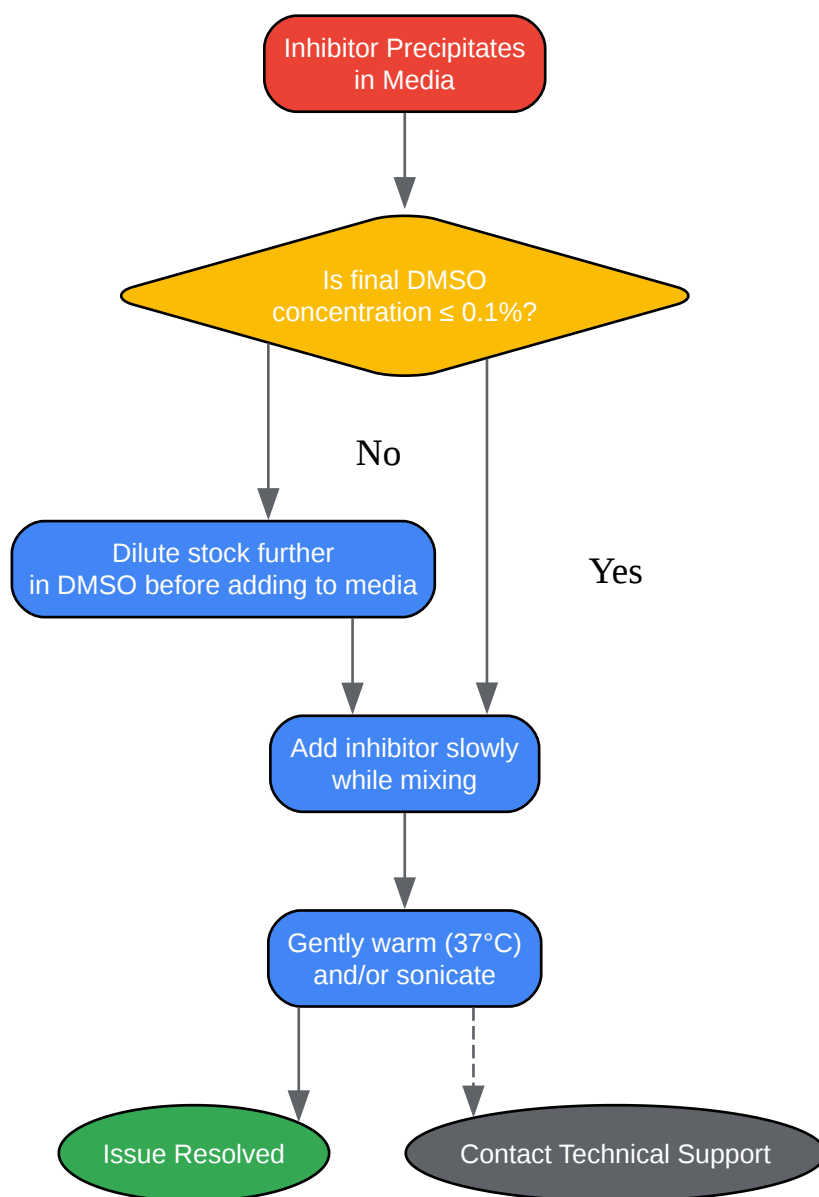 Inhibitor Precipitates
in Media
Is final DMSO
concentration ≤ 0.1%?
No
Dilute stock further
in DMSO before adding to media
Yes
Add inhibitor slowly
while mixing
Gently warm (37°C)
and/or sonicate
Issue Resolved
Contact Technical Support